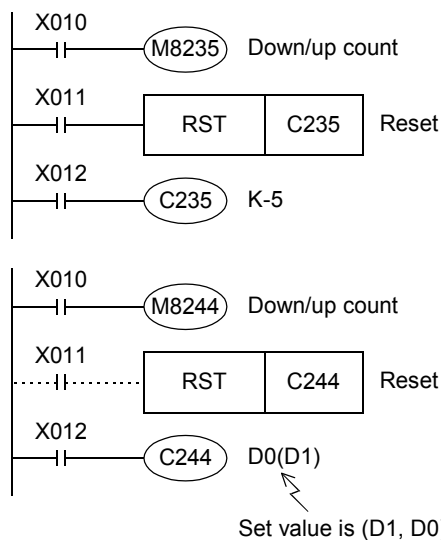 X010
M8235 Down/up count
X011
RST C235 Reset
X012
C235 K-5
X010
M8244 Down/up count
X011
RST C244 Reset
X012
C244 D0(D1)
Set value is (D1, D0